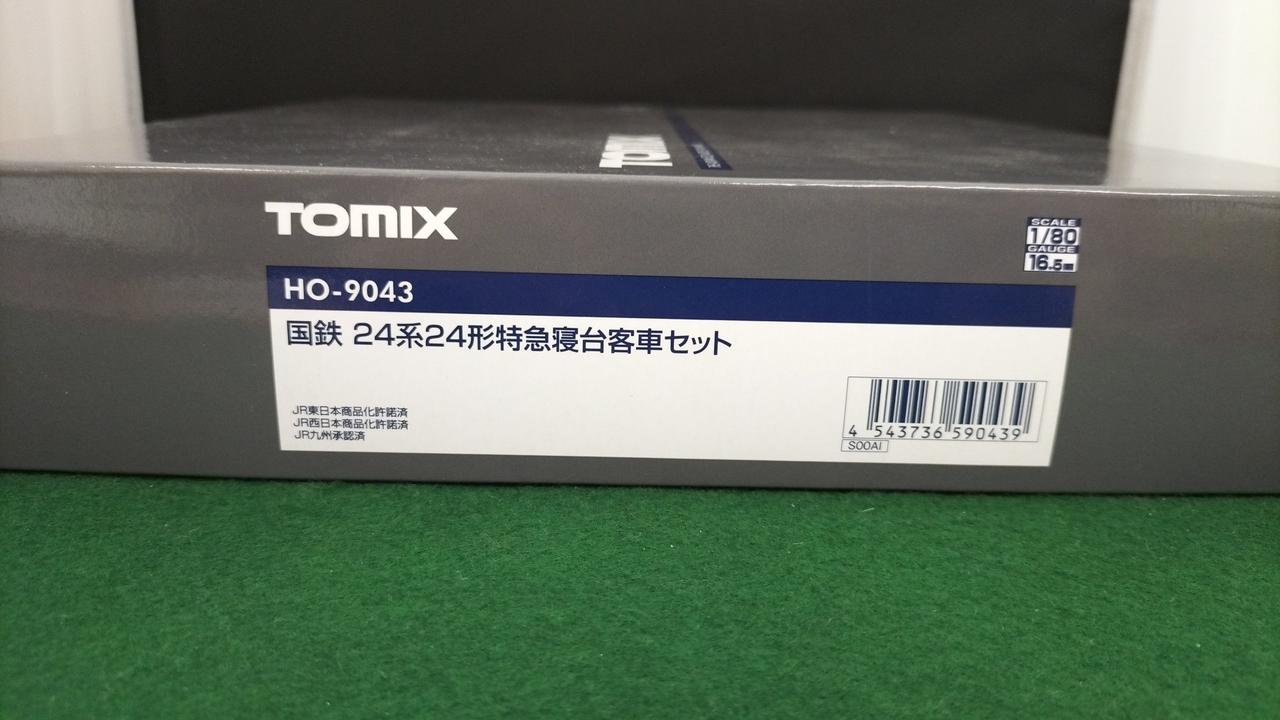 TOMIX
TOMIX
SCALE
1/80
GAUGE
16.5mm
HO-9043
国鉄 24系24形特急寝台客車セット
JR東日本商品化許諾済
JR西日本商品化許諾済
JR九州承認済
4 543736 590439
S00AI